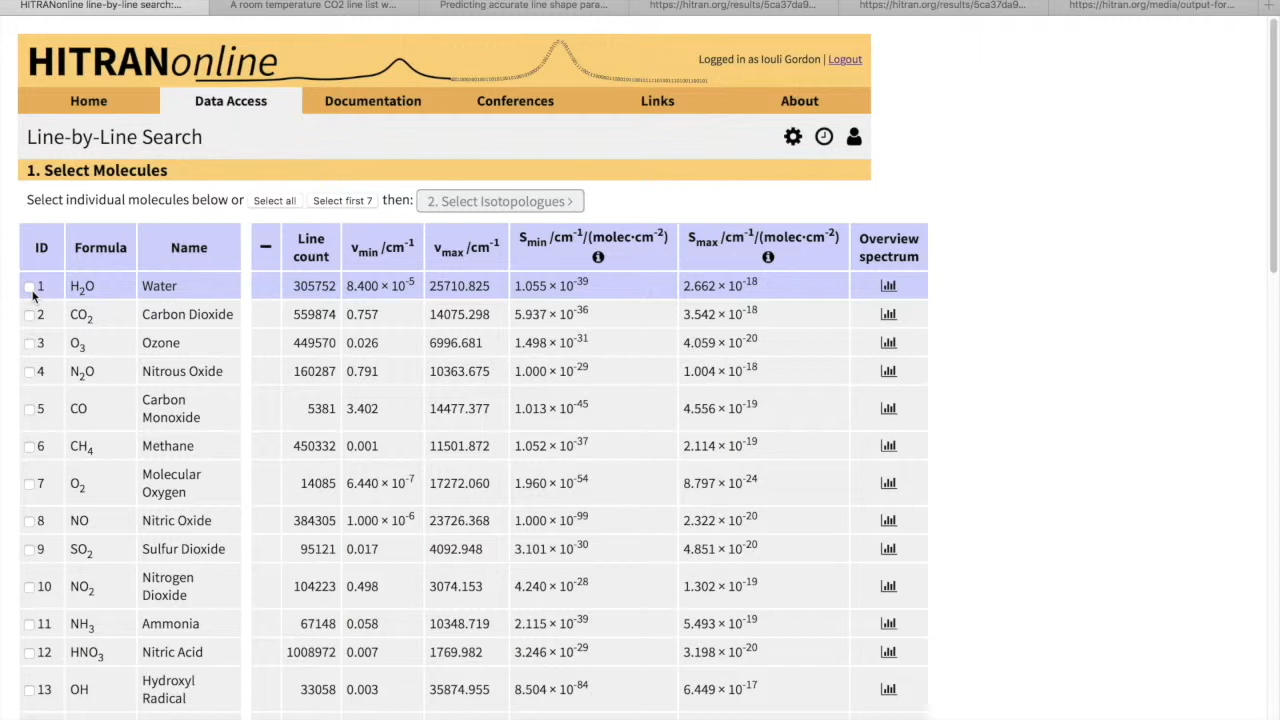 HITRANonline line-by-line search:...
A room temperature CO2 line list w...
Predicting accurate line shape para...
https://hitran.org/results/5ca37da9...
https://hitran.org/results/5ca37da9...
https://hitran.org/media/output-for...
HITRANonline
Logged in as Iouli Gordon | Logout
Home Data Access Documentation Conferences Links About
Line-by-Line Search
1. Select Molecules
Select individual molecules below or Select all Select first 7 then: 2. Select Isotopologues >
ID Formula Name − Line count νmin /cm-1 νmax /cm-1 Smin /cm-1/(molec·cm-2) Smax /cm-1/(molec·cm-2) Overview spectrum
1 H2O Water 305752 8.400 × 10-5 25710.825 1.055 × 10-39 2.662 × 10-18
2 CO2 Carbon Dioxide 559874 0.757 14075.298 5.937 × 10-36 3.542 × 10-18
3 O3 Ozone 449570 0.026 6996.681 1.498 × 10-31 4.059 × 10-20
4 N2O Nitrous Oxide 160287 0.791 10363.675 1.000 × 10-29 1.004 × 10-18
5 CO Carbon Monoxide 5381 3.402 14477.377 1.013 × 10-45 4.556 × 10-19
6 CH4 Methane 450332 0.001 11501.872 1.052 × 10-37 2.114 × 10-19
7 O2 Molecular Oxygen 14085 6.440 × 10-7 17272.060 1.960 × 10-54 8.797 × 10-24
8 NO Nitric Oxide 384305 1.000 × 10-6 23726.368 1.000 × 10-99 2.322 × 10-20
9 SO2 Sulfur Dioxide 95121 0.017 4092.948 3.101 × 10-30 4.851 × 10-20
10 NO2 Nitrogen Dioxide 104223 0.498 3074.153 4.240 × 10-28 1.302 × 10-19
11 NH3 Ammonia 67148 0.058 10348.719 2.115 × 10-39 5.493 × 10-19
12 HNO3 Nitric Acid 1008972 0.007 1769.982 3.246 × 10-29 3.198 × 10-20
13 OH Hydroxyl Radical 33058 0.003 35874.955 8.504 × 10-84 6.449 × 10-17